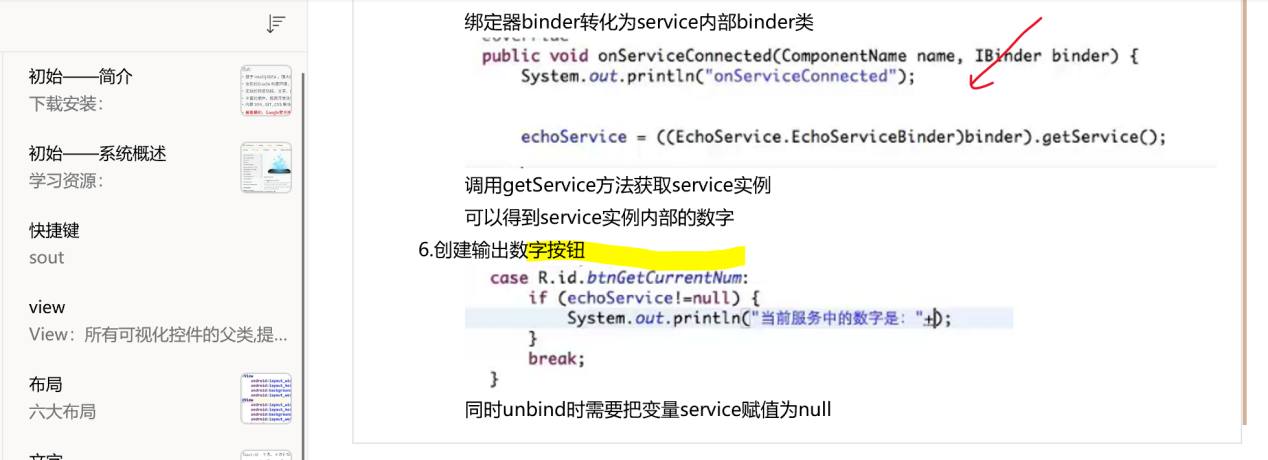 初始——简介
下载安装：
初始——系统概述
学习资源：
快捷键
sout
view
View：所有可视化控件的父类,提...
布局
六大布局
绑定器binder转化为service内部binder类
public void onServiceConnected(ComponentName name, IBinder binder) {
System.out.println("onServiceConnected");
echoService = ((EchoService.EchoServiceBinder)binder).getService();
调用getService方法获取service实例
可以得到service实例内部的数字
6.创建输出数字按钮
case R.id.btnGetCurrentNum:
if (echoService!=null) {
System.out.println("当前服务中的数字是："+);
}
break;
}
同时unbind时需要把变量service赋值为null